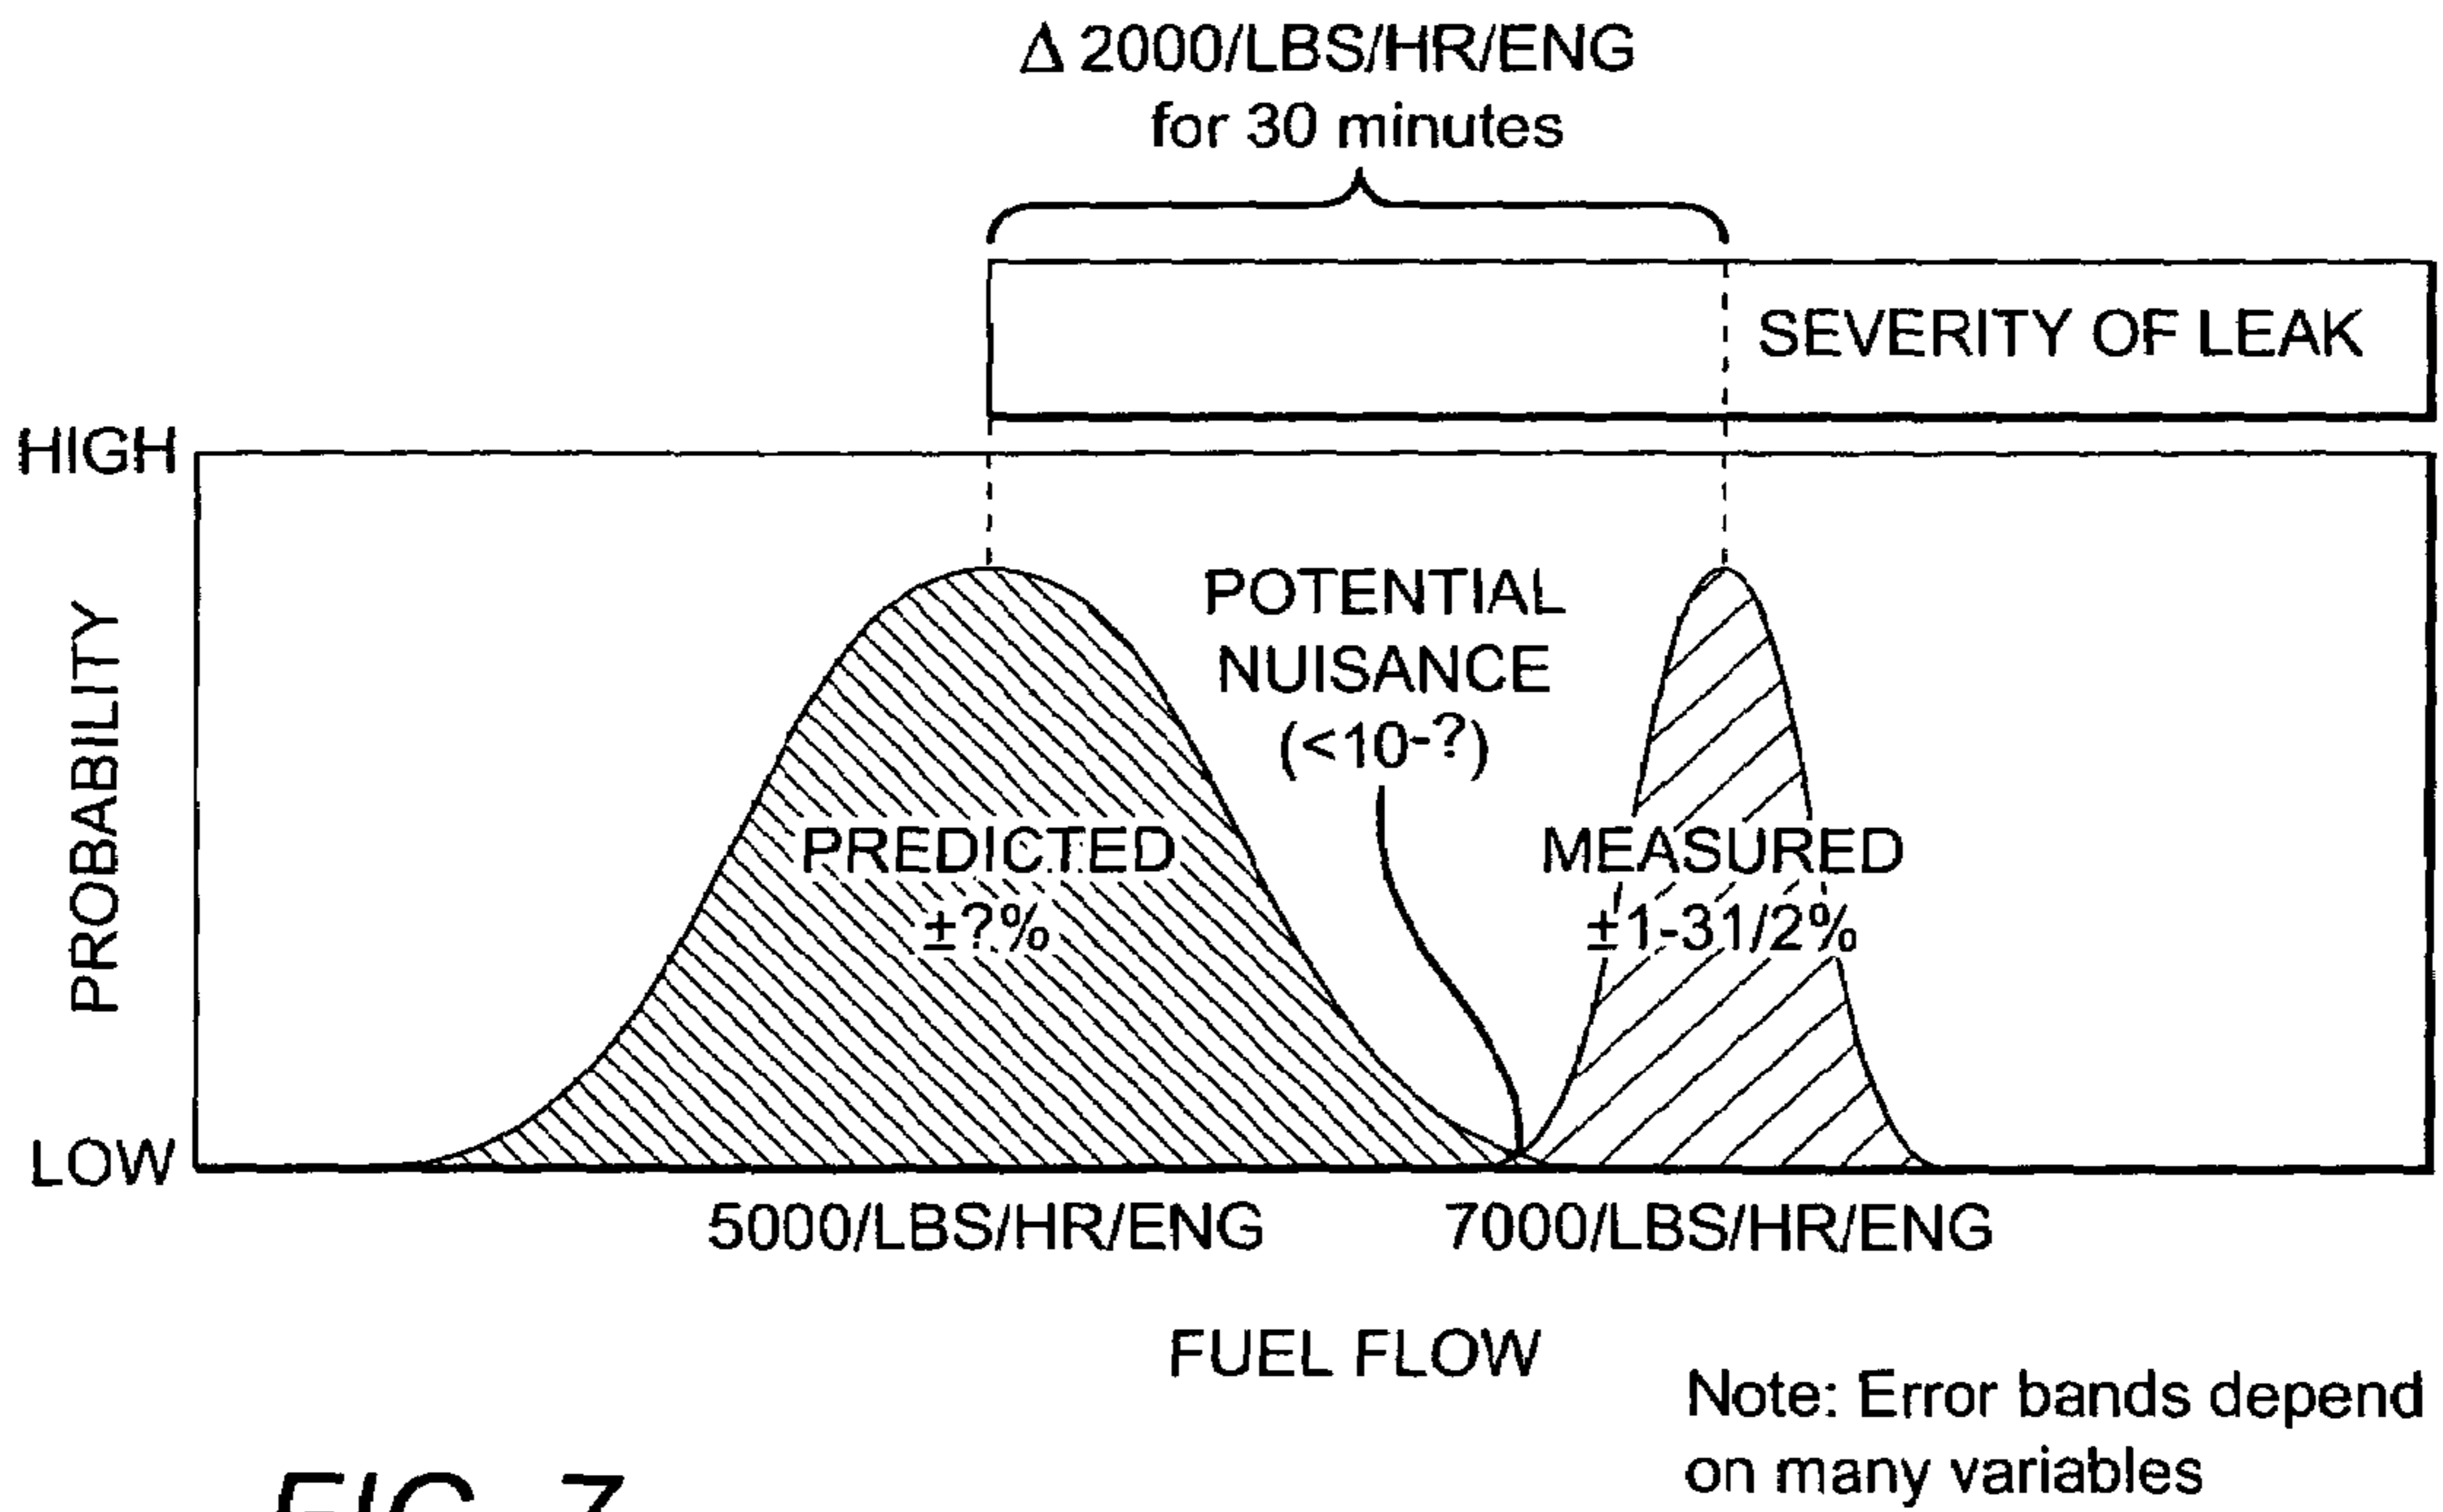 Δ 2000/LBS/HR/ENG
for 30 minutes
SEVERITY OF LEAK
HIGH
POTENTIAL
NUISANCE
(<10-?)
PROBABILITY
PREDICTED
±?%
MEASURED
±1-31/2%
LOW
5000/LBS/HR/ENG
7000/LBS/HR/ENG
FUEL FLOW
Note: Error bands depend
on many variables
FIG. 7